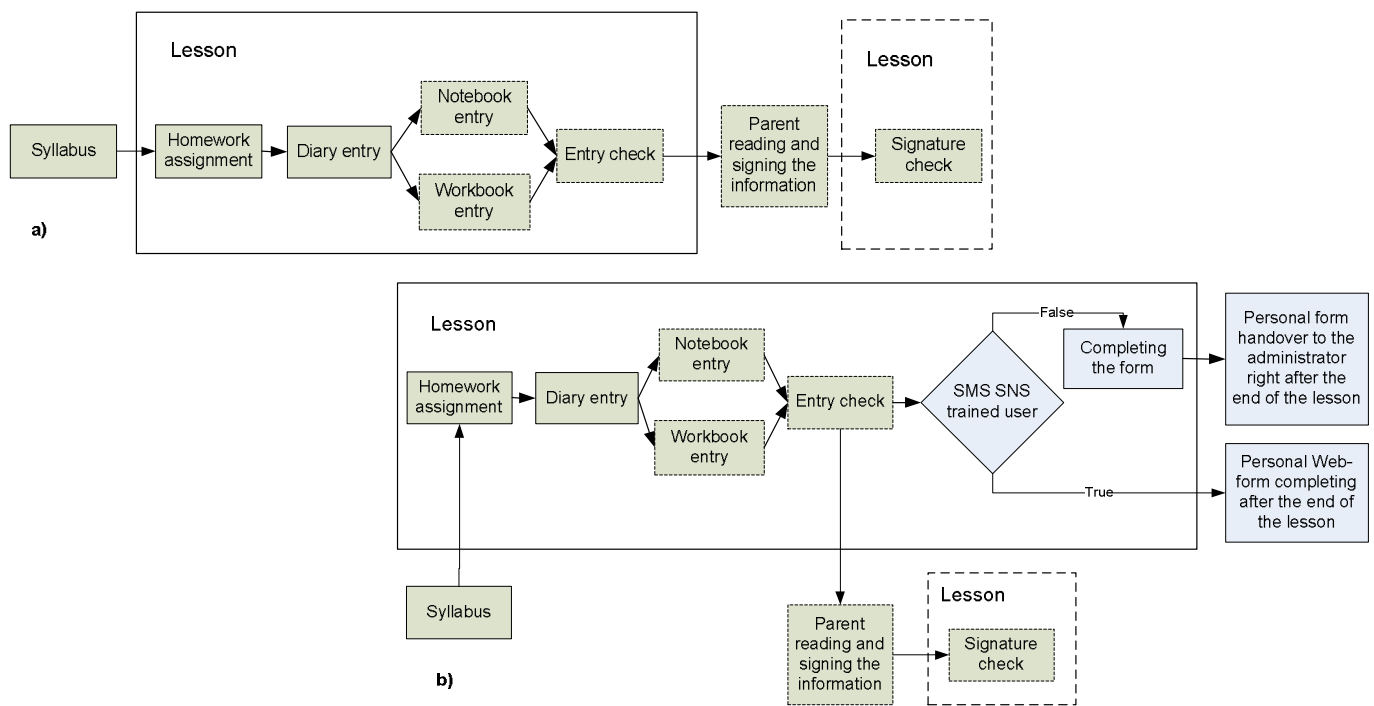 Lesson
Syllabus
Homework
assignment
Diary entry
Notebook
entry
Workbook
entry
Entry check
Parent
reading and
signing the
information
Lesson
Signature
check
a)
Lesson
Homework
assignment
Diary entry
Notebook
entry
Workbook
entry
Entry check
SMS SNS
trained user
False
Completing
the form
Personal form
handover to the
administrator
right after the
end of the lesson
True
Personal Web-
form completing
after the end of
the lesson
Syllabus
Parent
reading and
signing the
information
Lesson
Signature
check
b)